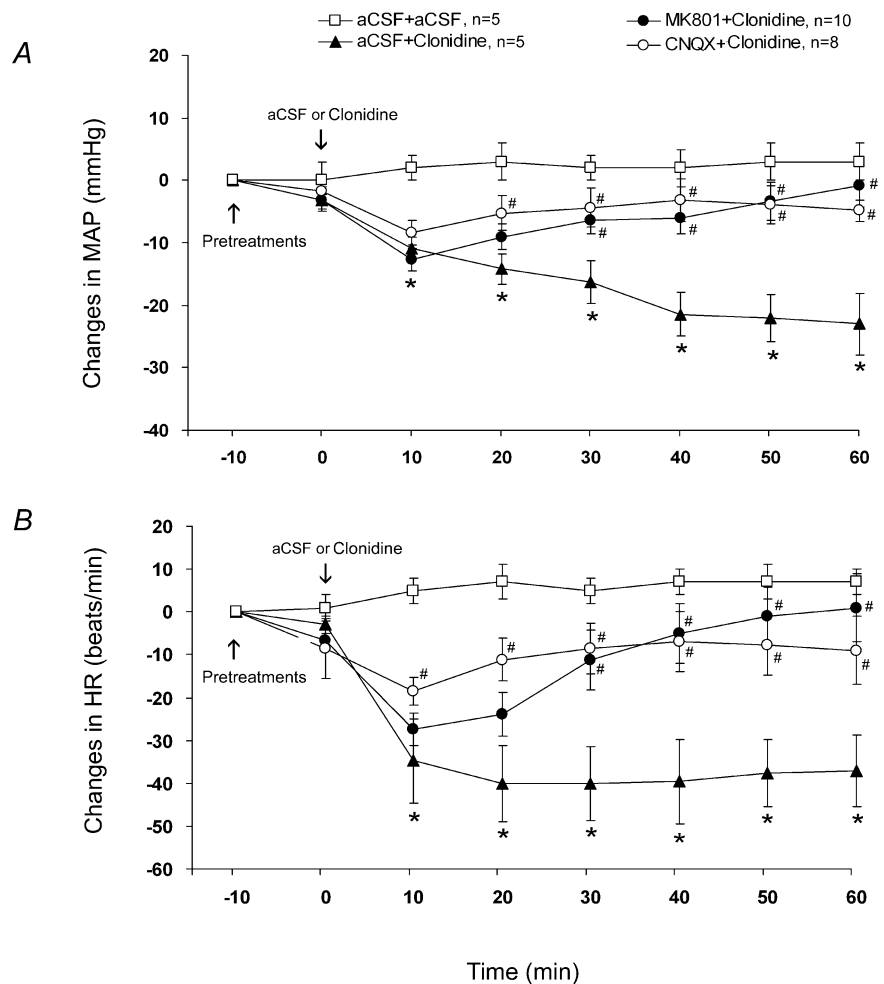 aCSF+aCSF, n=5
MK801+Clonidine, n=10
aCSF+Clonidine, n=5
CNQX+Clonidine, n=8
A
20
10
0
-10
-20
-30
-40
Changes in MAP (mmHg)
aCSF or Clonidine
Pretreatments
# # # # # # # # #
* * * * * *
-10 0 10 20 30 40 50 60
B
20
10
0
-10
-20
-30
-40
-50
-60
Changes in HR (beats/min)
aCSF or Clonidine
Pretreatments
# # # # # # # # # #
* * * * * *
-10 0 10 20 30 40 50 60
Time (min)